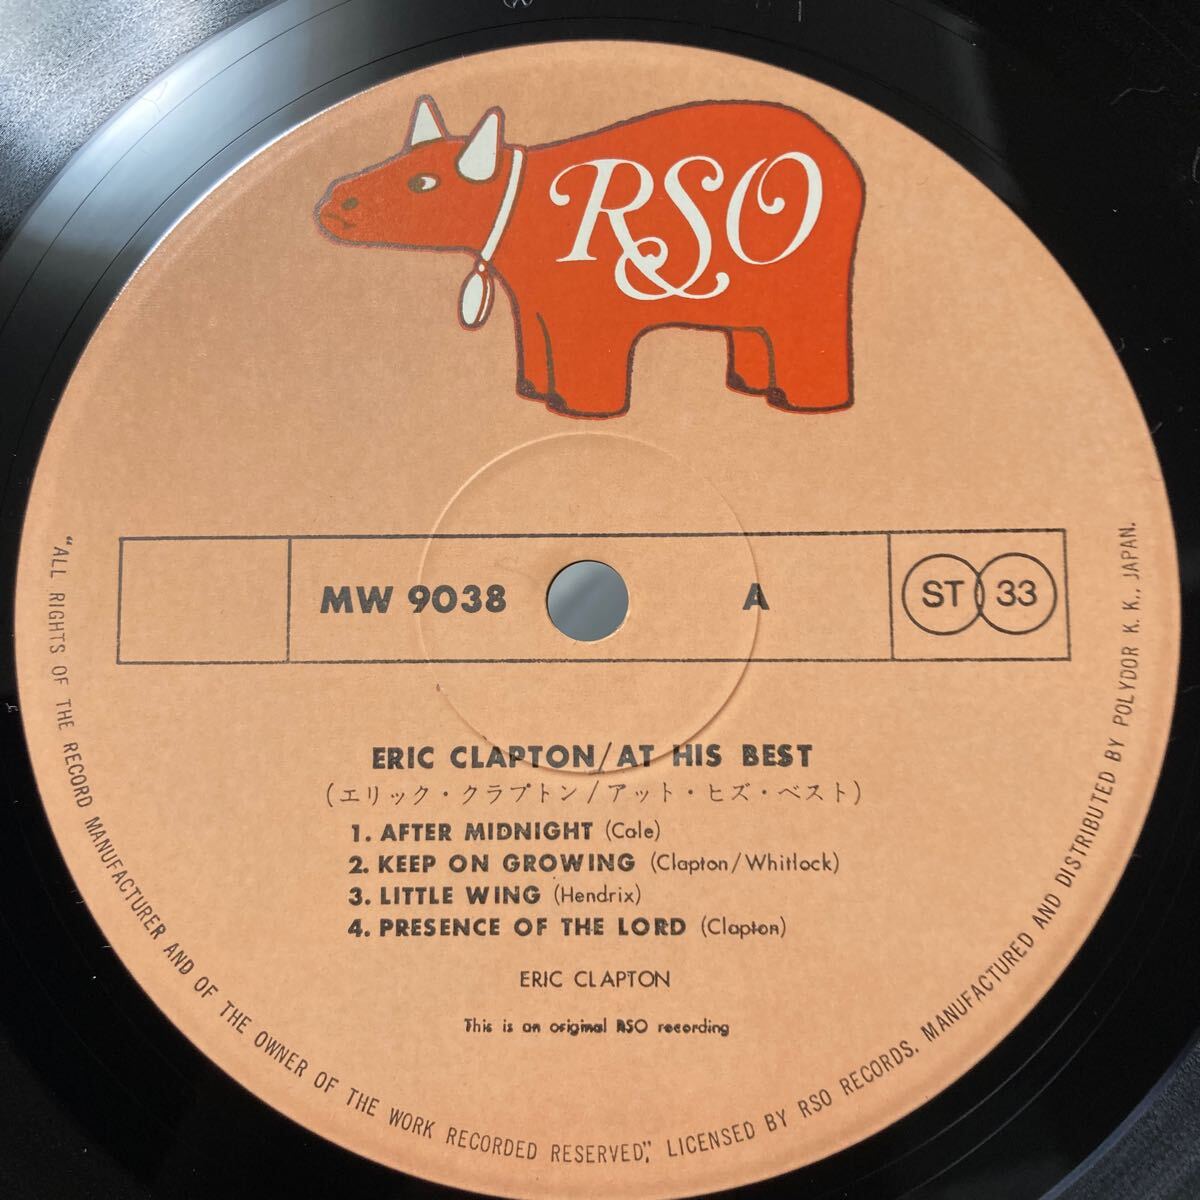 RSO
MW 9038 A ST 33
ERIC CLAPTON/AT HIS BEST
(エリック・クラプトン/アット・ヒズ・ベスト)
1. AFTER MIDNIGHT (Cale)
2. KEEP ON GROWING (Clapton/Whitlock)
3. LITTLE WING (Hendrix)
4. PRESENCE OF THE LORD (Clapton)
ERIC CLAPTON
This is an original RSO recording
"ALL RIGHTS OF THE RECORD MANUFACTURER AND OF THE OWNER OF THE WORK RECORDED RESERVED", LICENSED BY RSO RECORDS. MANUFACTURED AND DISTRIBUTED BY POLYDOR K. K., JAPAN.